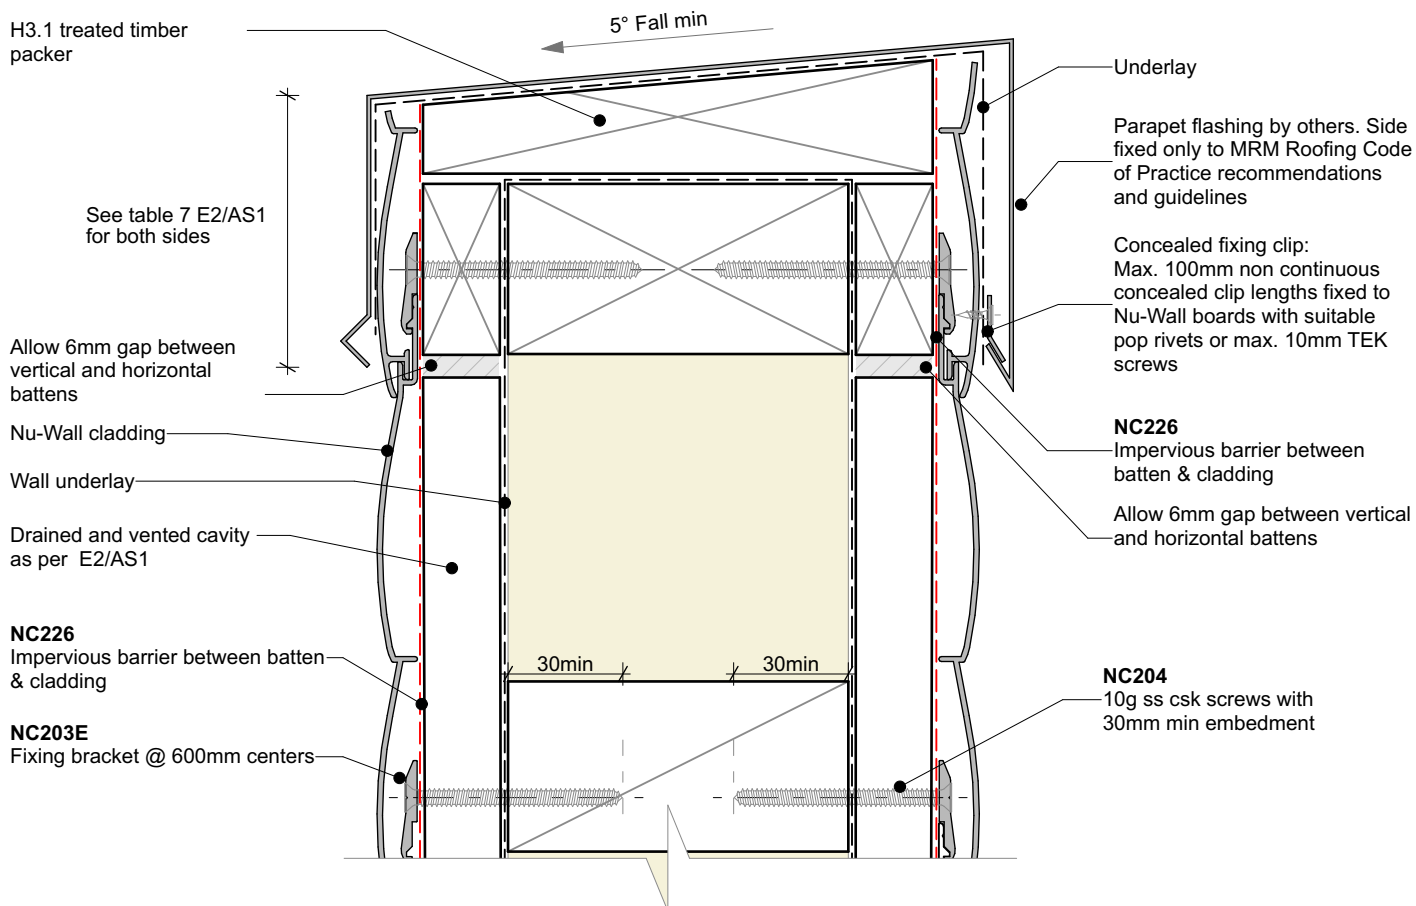 H3.1 treated timber
packer
5° Fall min
See table 7 E2/AS1
for both sides
Allow 6mm gap between
vertical and horizontal
battens
Nu-Wall cladding
Wall underlay
Drained and vented cavity
as per E2/AS1
NC226
Impervious barrier between batten
& cladding
NC203E
Fixing bracket @ 600mm centers
30min
30min
Underlay
Parapet flashing by others. Side
fixed only to MRM Roofing Code
of Practice recommendations
and guidelines
Concealed fixing clip:
Max. 100mm non continuous
concealed clip lengths fixed to
Nu-Wall boards with suitable
pop rivets or max. 10mm TEK
screws
NC226
Impervious barrier between
batten & cladding
Allow 6mm gap between vertical
and horizontal battens
NC204
10g ss csk screws with
30mm min embedment